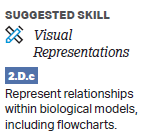 SUGGESTED SKILL
Visual
Representations
2.D.c
Represent relationships
within biological models,
including flowcharts.